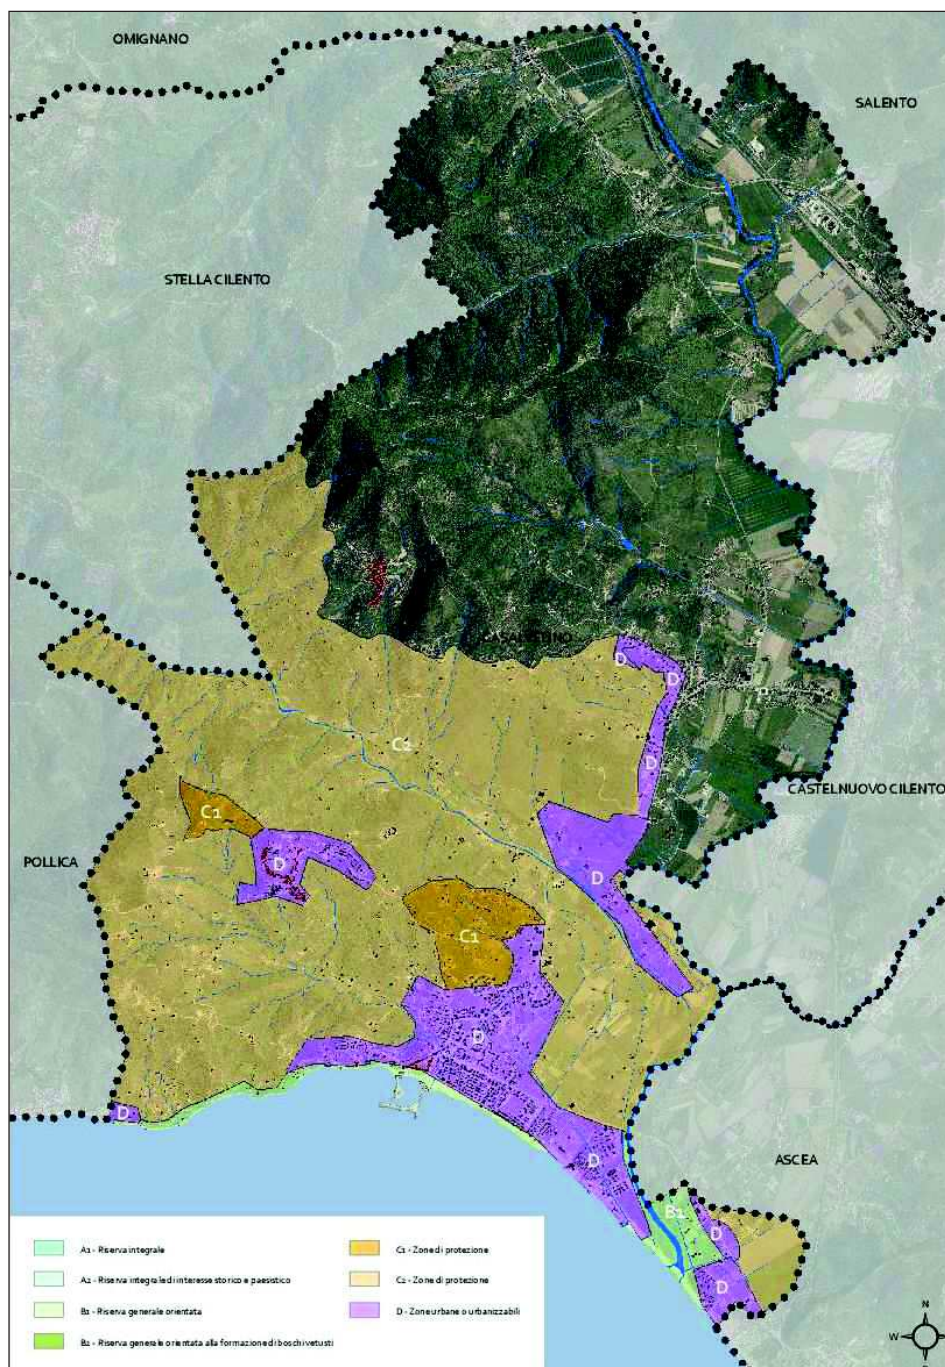 OMIGNANO
SALENTO
STELLA CILENTO
CASALVELINO
D
D
C2
D
CASTELNUOVO CILENTO
C1
POLLICA
D
D
C1
D
D
D
ASCEA
B1
D
D
A1 - Riserva integrale
A2 - Riserva integrale di interesse storico e paesistico
B1 - Riserva generale orientata
B2 - Riserva generale orientata alla formazione di boschi vetusti
C1 - Zone di protezione
C2 - Zone di protezione
D - Zone urbane o urbanizzabili
N
W